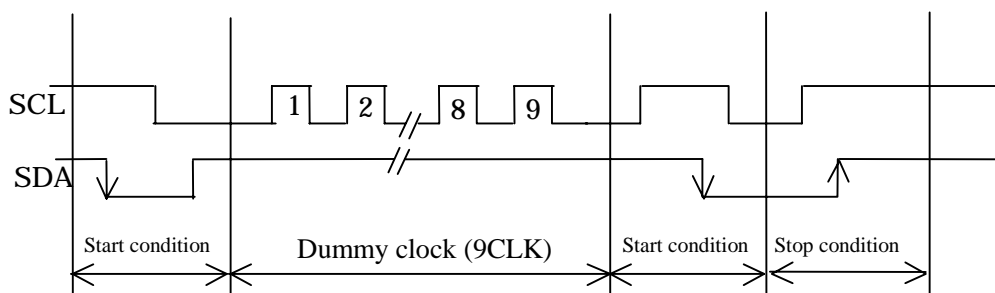 SCL
1 2 8 9
SDA
Start condition Dummy clock (9CLK) Start condition Stop condition